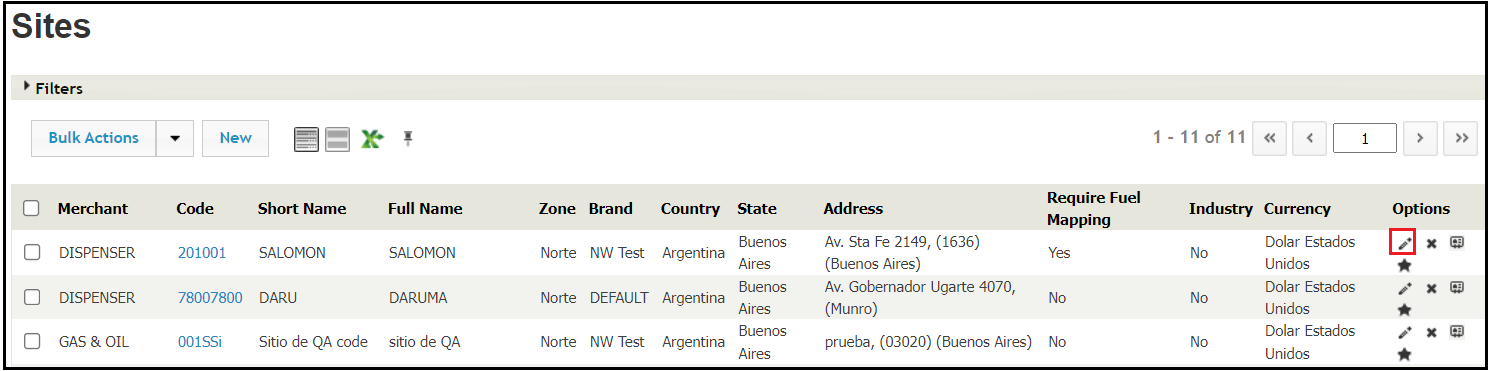 Sites
Filters
Bulk Actions New 1 - 11 of 11 « ‹ 1 › »
Merchant Code Short Name Full Name Zone Brand Country State Address Require Fuel Mapping Industry Currency Options
DISPENSER 201001 SALOMON SALOMON Norte NW Test Argentina Buenos Aires Av. Sta Fe 2149, (1636) (Buenos Aires) Yes No Dolar Estados Unidos
DISPENSER 78007800 DARU DARUMA Norte DEFAULT Argentina Buenos Aires Av. Gobernador Ugarte 4070, (Munro) No No Dolar Estados Unidos
GAS & OIL 001SSi Sitio de QA code sitio de QA Norte NW Test Argentina Buenos Aires prueba, (03020) (Buenos Aires) No No Dolar Estados Unidos